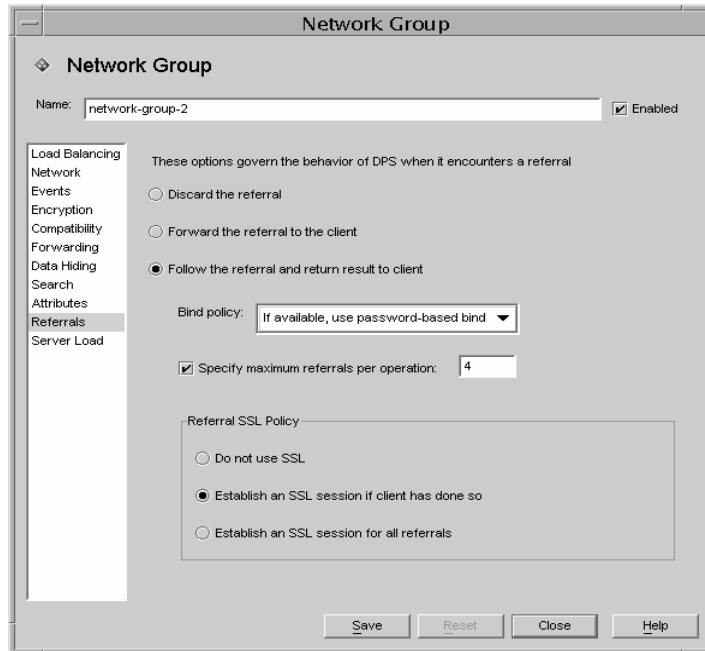 Network Group
Network Group
Name: network-group-2 Enabled
Load Balancing
Network
Events
Encryption
Compatibility
Forwarding
Data Hiding
Search
Attributes
Referrals
Server Load
These options govern the behavior of DPS when it encounters a referral
Discard the referral
Forward the referral to the client
Follow the referral and return result to client
Bind policy: If available, use password-based bind
Specify maximum referrals per operation: 4
Referral SSL Policy
Do not use SSL
Establish an SSL session if client has done so
Establish an SSL session for all referrals
Save Reset Close Help